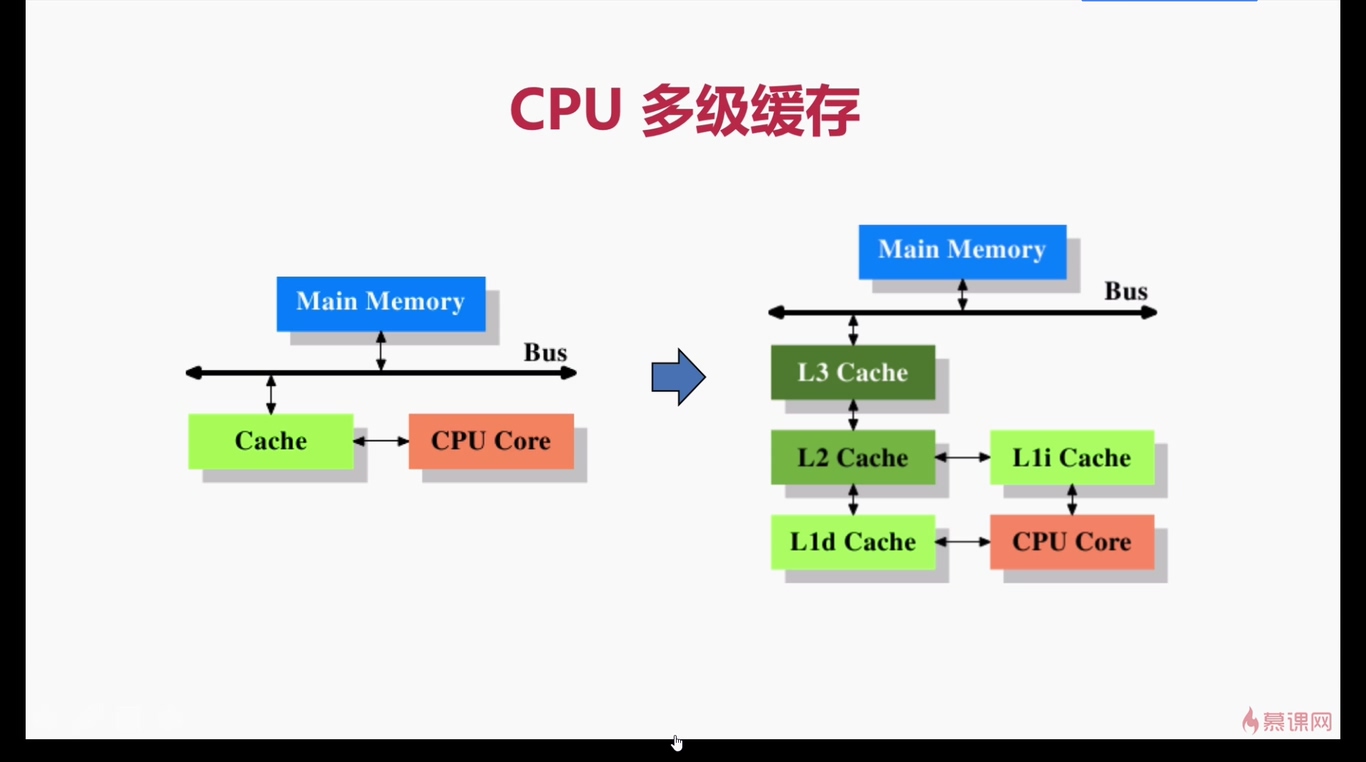 CPU 多级缓存
Main Memory
Bus
Cache
CPU Core
Main Memory
Bus
L3 Cache
L2 Cache
L1i Cache
L1d Cache
CPU Core
慕课网